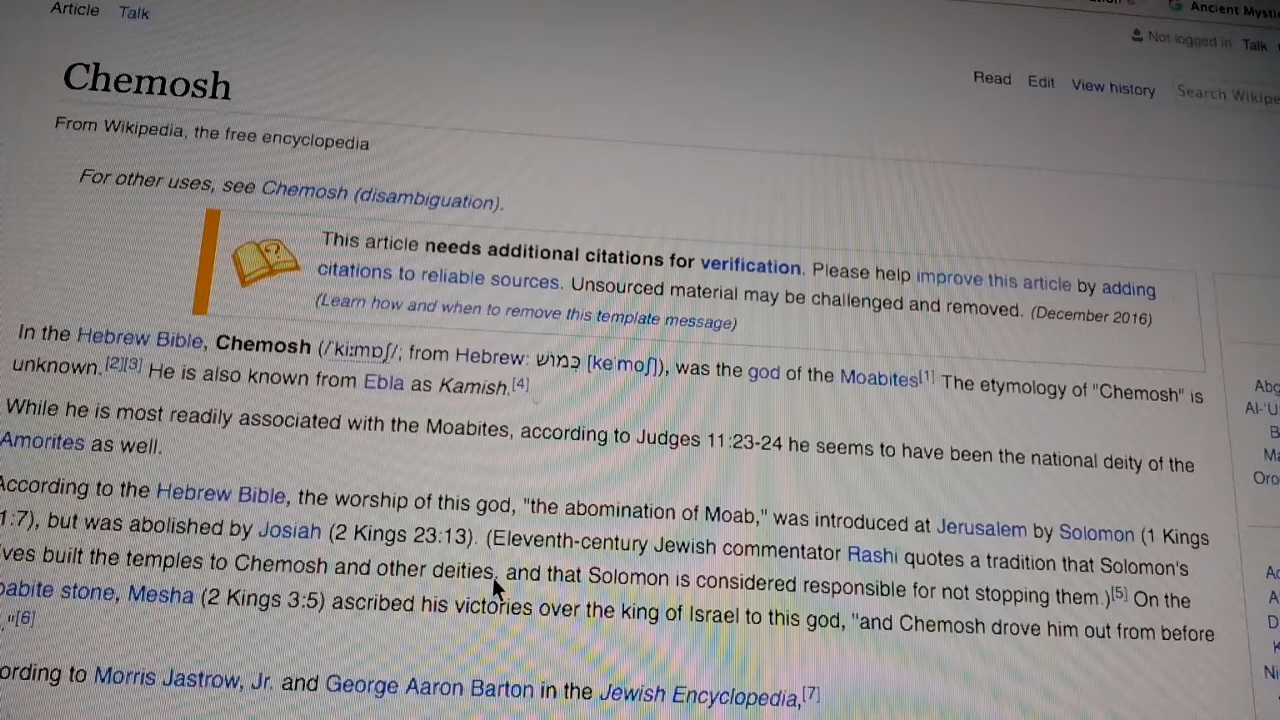 Article Talk
Ancient Mysti
Not logged in Talk
Chemosh
Read Edit View history Search Wikipe
From Wikipedia, the free encyclopedia
For other uses, see Chemosh (disambiguation).
This article needs additional citations for verification. Please help improve this article by adding
citations to reliable sources. Unsourced material may be challenged and removed. (December 2016)
(Learn how and when to remove this template message)
In the Hebrew Bible, Chemosh (/ˈkiːmɒʃ/; from Hebrew: כְּמוֹשׁ [keˈmoʃ]), was the god of the Moabites[1] The etymology of "Chemosh" is
unknown.[2][3] He is also known from Ebla as Kamish.[4]
While he is most readily associated with the Moabites, according to Judges 11:23-24 he seems to have been the national deity of the
Amorites as well.
According to the Hebrew Bible, the worship of this god, "the abomination of Moab," was introduced at Jerusalem by Solomon (1 Kings
1:7), but was abolished by Josiah (2 Kings 23:13). (Eleventh-century Jewish commentator Rashi quotes a tradition that Solomon's
ves built the temples to Chemosh and other deities, and that Solomon is considered responsible for not stopping them.)[5] On the
abite stone, Mesha (2 Kings 3:5) ascribed his victories over the king of Israel to this god, "and Chemosh drove him out from before
."[6]
ording to Morris Jastrow, Jr. and George Aaron Barton in the Jewish Encyclopedia,[7]
Abg
Al-'U
B
Ma
Oro
A
D
K
Ni